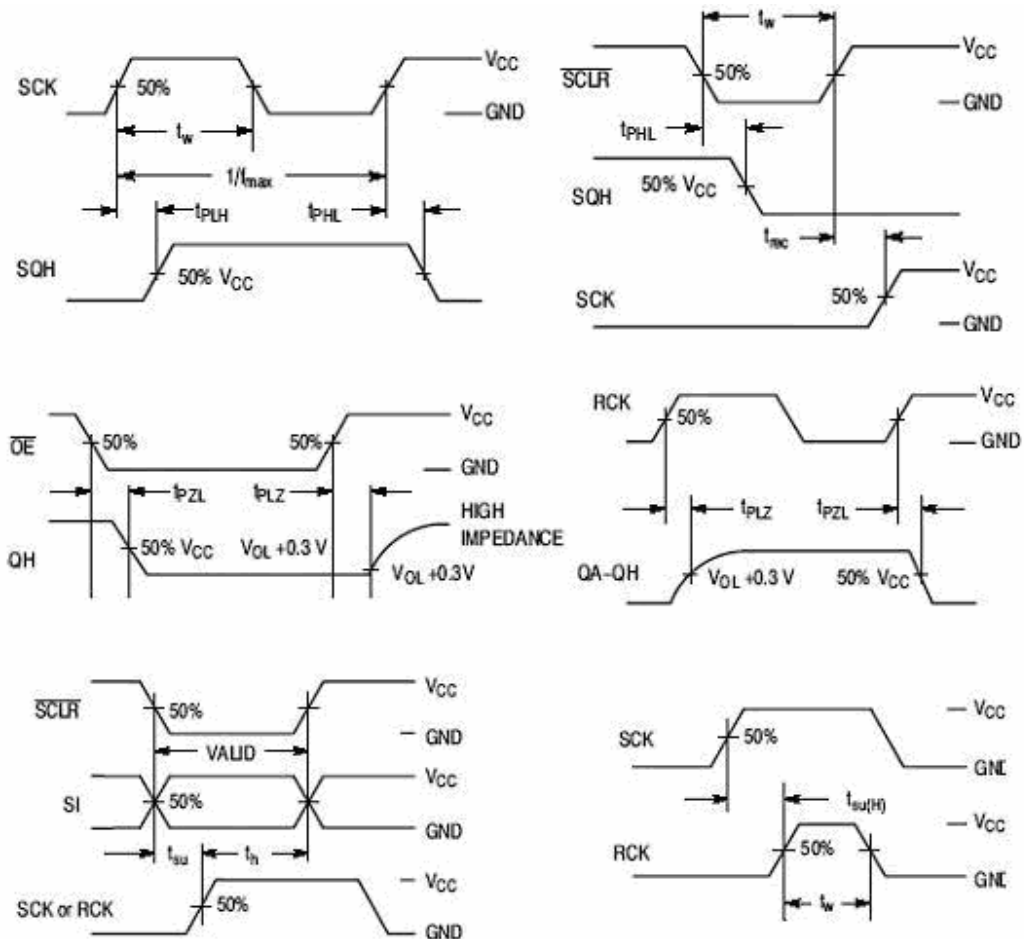 SCK
50%
VCC
GND
tw
1/fmax
tPLH
tPHL
SQH
50% VCC
tw
SCLR
50%
VCC
GND
tPHL
SQH
50% VCC
trec
SCK
50%
VCC
GND
OE
50%
50%
VCC
GND
tPZL
tPLZ
HIGH
IMPEDANCE
QH
50% VCC
VOL +0.3 V
VOL +0.3V
RCK
50%
VCC
GND
tPLZ
tPZL
QA-QH
VOL +0.3 V
50% VCC
SCLR
50%
VCC
GND
VALID
SI
50%
VCC
GND
tsu
th
SCK or RCK
50%
VCC
GND
SCK
50%
VCC
GND
tsu(H)
RCK
50%
VCC
GND
tw